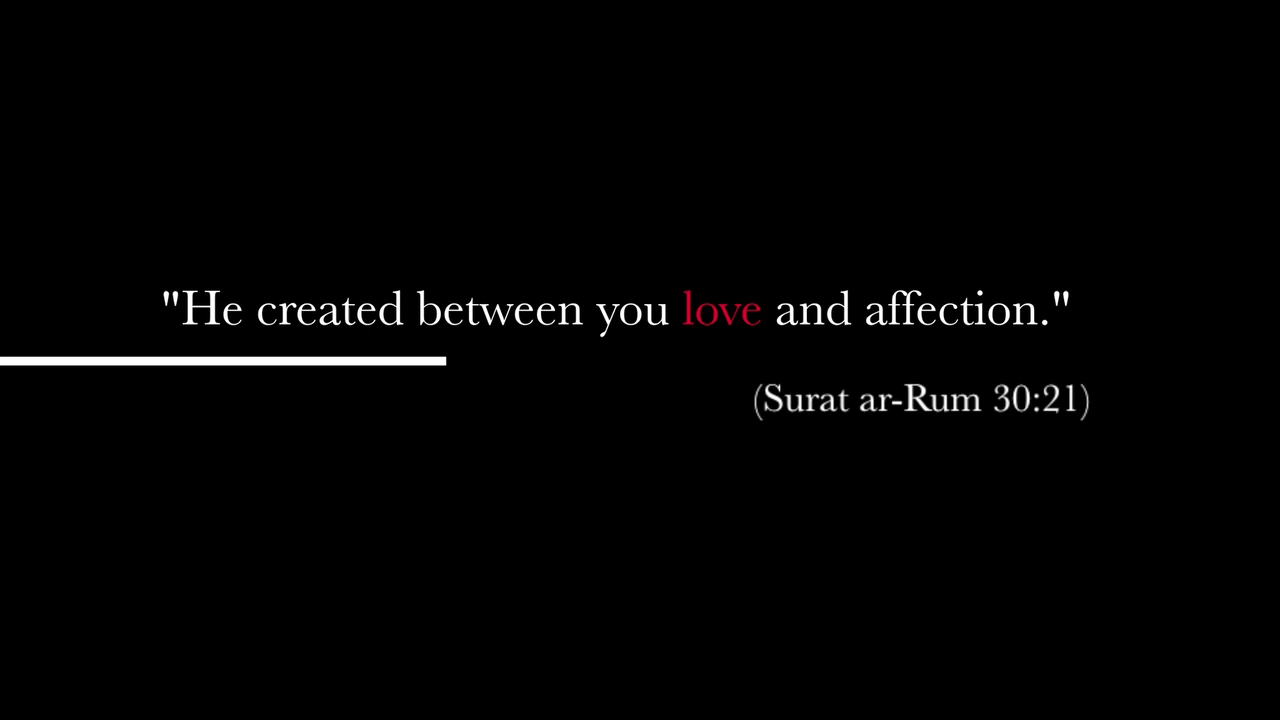 "He created between you love and affection."
(Surat ar-Rum 30:21)